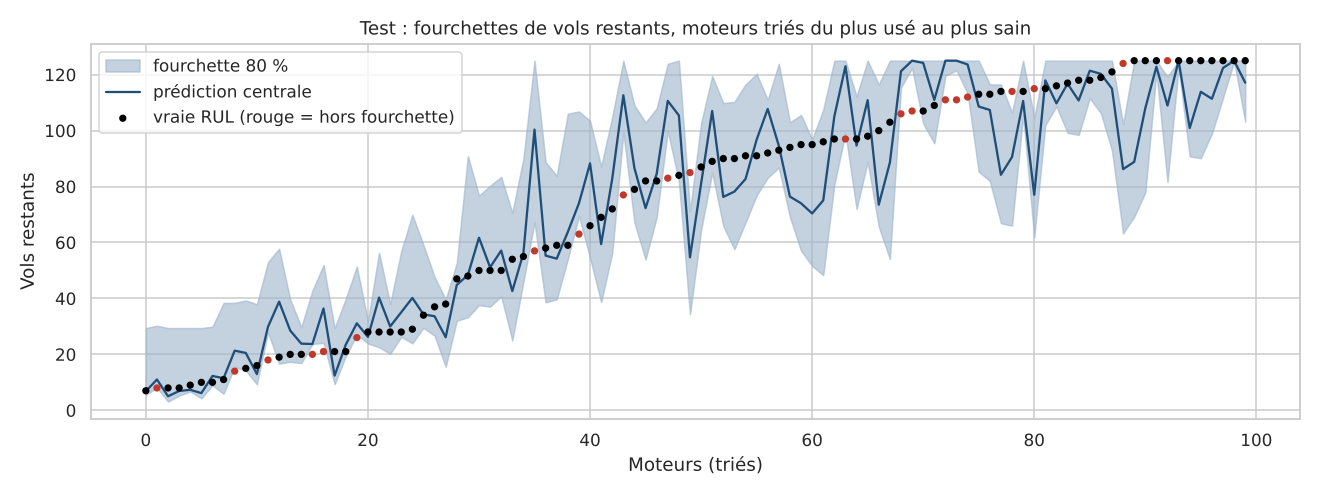 Test : fourchettes de vols restants, moteurs triés du plus usé au plus sain
fourchette 80 %
prédiction centrale
vraie RUL (rouge = hors fourchette)
Vols restants
120
100
80
60
40
20
0
0 20 40 60 80 100
Moteurs (triés)